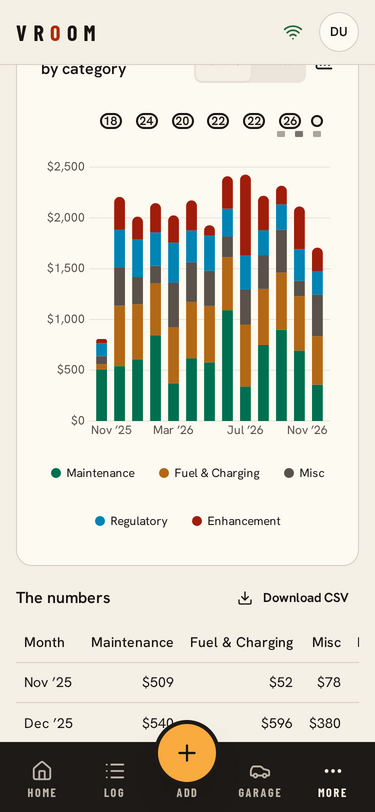 VROOM
DU
by category
18 24 20 22 22 26
$2,500
$2,000
$1,500
$1,000
$500
$0
Nov ’25 Mar ’26 Jul ’26 Nov ’26
Maintenance Fuel & Charging Misc
Regulatory Enhancement
The numbers Download CSV
Month Maintenance Fuel & Charging Misc
Nov ’25 $509 $52 $78
Dec ’25 $540 $596 $380
HOME LOG ADD GARAGE MORE